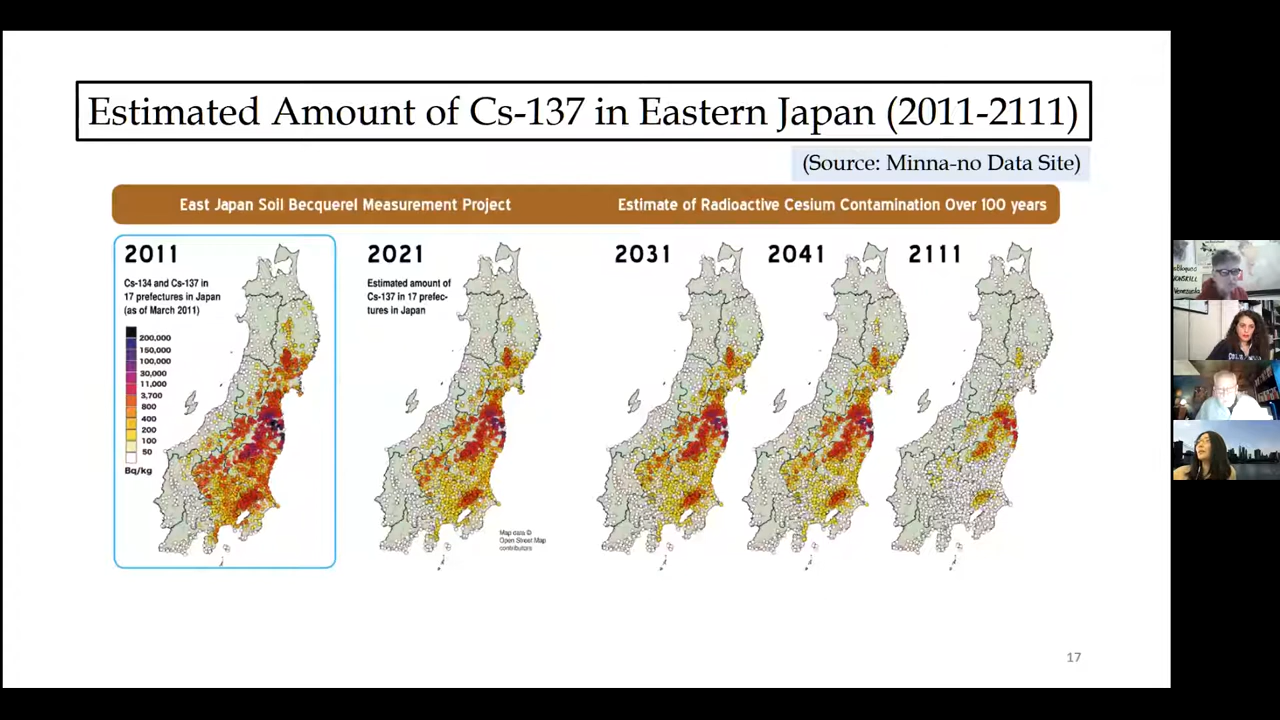 Estimated Amount of Cs-137 in Eastern Japan (2011-2111)
(Source: Minna-no Data Site)
East Japan Soil Becquerel Measurement Project
Estimate of Radioactive Cesium Contamination Over 100 years
2011
Cs-134 and Cs-137 in
17 prefectures in Japan
(as of March 2011)
200,000
150,000
100,000
30,000
11,000
3,700
800
400
200
100
50
Bq/kg
2021
Estimated amount of
Cs-137 in 17 prefec-
tures in Japan
Map data ©
Open Street Map
contributors
2031
2041
2111
17
Venezuela